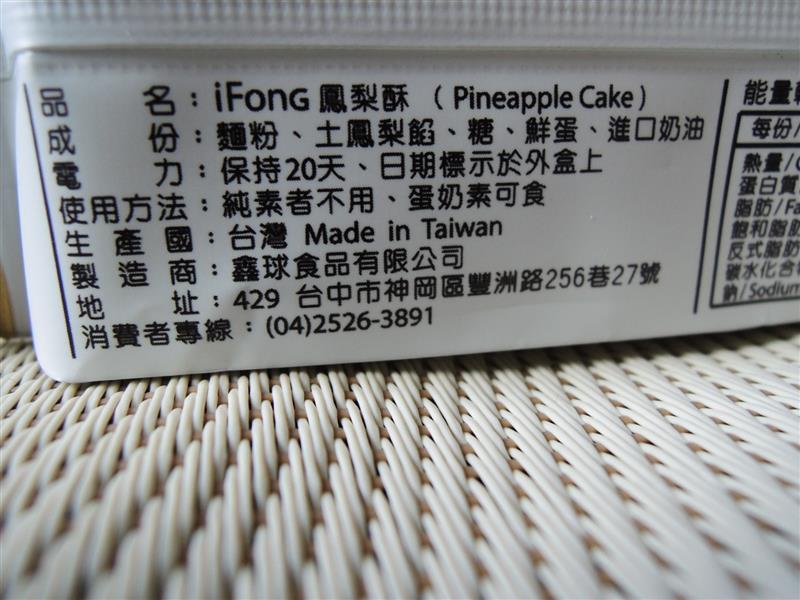 品 名：iFong 鳳梨酥 （Pineapple Cake）
成 份：麵粉、土鳳梨餡、糖、鮮蛋、進口奶油
電 力：保持20天、日期標示於外盒上
使用方法：純素者不用、蛋奶素可食
生 產 國：台灣 Made in Taiwan
製 造 商：鑫球食品有限公司
地 址：429 台中市神岡區豐洲路256巷27號
消費者專線：(04)2526-3891
能量
每份/
熱量/
蛋白質
脂肪/Fa
飽和脂肪
反式脂肪
碳水化合
鈉/Sodium